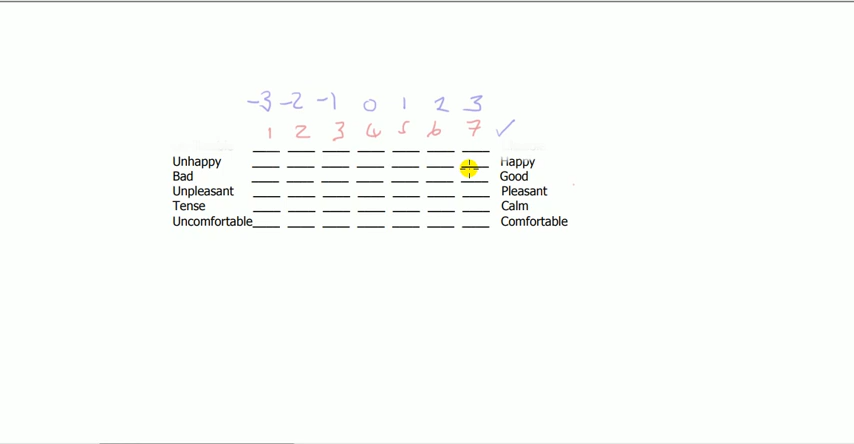 -3 -2 -1 0 1 2 3
1 2 3 4 5 6 7 ✓
Unhappy Happy
Bad Good
Unpleasant Pleasant
Tense Calm
Uncomfortable Comfortable